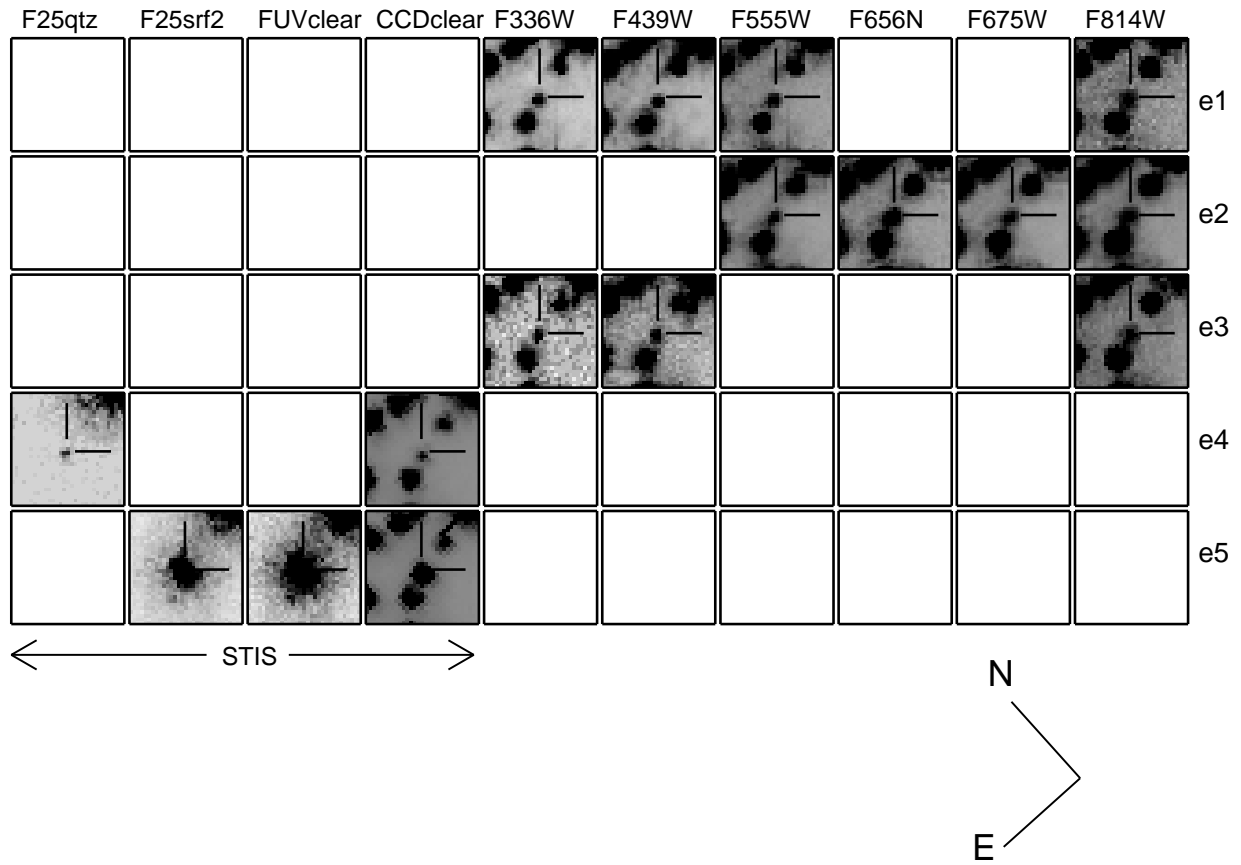 F25qtz F25srf2 FUVclear CCDclear F336W F439W F555W F656N F675W F814W
e1
e2
e3
e4
e5
STIS
N
E